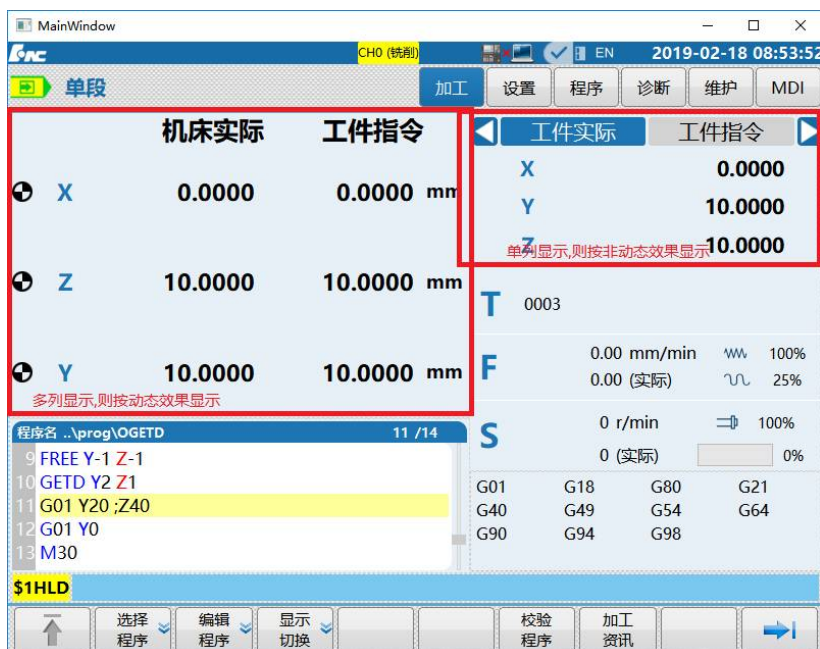 MainWindow
HNC CH0 (铣削) EN 2019-02-18 08:53:52
单段 加工 设置 程序 诊断 维护 MDI
机床实际 工件指令
X 0.0000 0.0000 mm
Z 10.0000 10.0000 mm
Y 10.0000 10.0000 mm
多列显示,则按动态效果显示
工件实际 工件指令
X 0.0000
Y 10.0000
Z 10.0000
单列显示,则按非动态效果显示
T 0003
F 0.00 mm/min 100%
0.00 (实际) 25%
S 0 r/min 100%
0 (实际) 0%
程序名 ..\prog\OGETD 11 /14
9 FREE Y-1 Z-1
10 GETD Y2 Z1
11 G01 Y20 ;Z40
12 G01 Y0
13 M30
G01 G18 G80 G21
G40 G49 G54 G64
G90 G94 G98
$1HLD
选择 编辑 显示 校验 加工
程序 程序 切换 程序 资讯